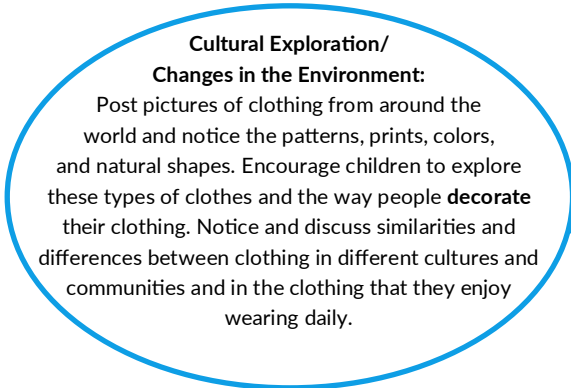 Cultural Exploration/
Changes in the Environment:
Post pictures of clothing from around the
world and notice the patterns, prints, colors,
and natural shapes. Encourage children to explore
these types of clothes and the way people decorate
their clothing. Notice and discuss similarities and
differences between clothing in different cultures and
communities and in the clothing that they enjoy
wearing daily.